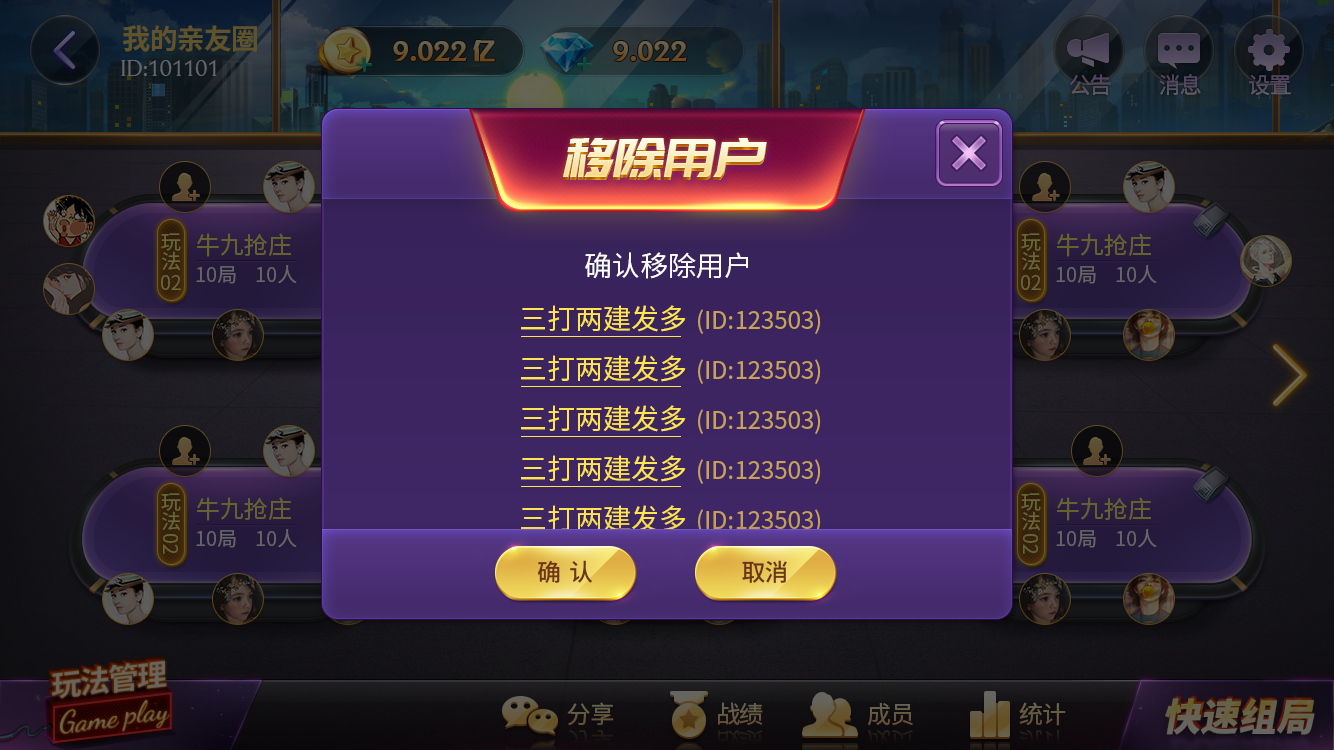 我的亲友圈
ID:101101
9.022亿
9.022
公告
消息
设置
移除用户
确认移除用户
三打两建发多 (ID:123503)
三打两建发多 (ID:123503)
三打两建发多 (ID:123503)
三打两建发多 (ID:123503)
三打两建发多 (ID:123503)
确 认
取消
玩法02
牛九抢庄
10局 10人
玩法02
牛九抢庄
10局 10人
玩法02
牛九抢庄
10局 10人
玩法02
牛九抢庄
10局 10人
玩法管理
Game play
分享
战绩
成员
统计
快速组局